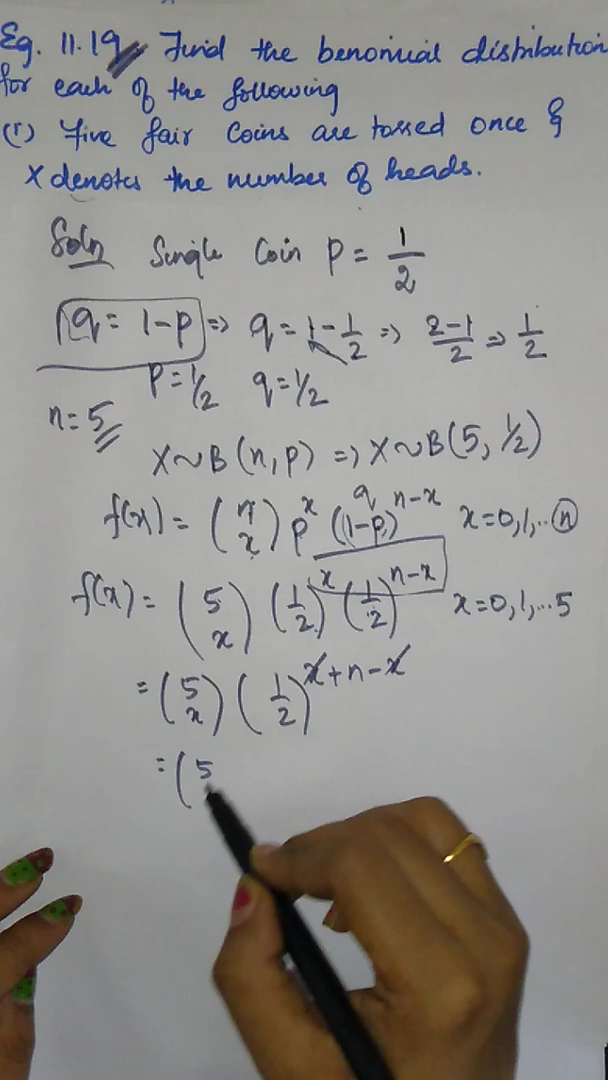 Eg. 11.19 Find the benomial distribution
for each of the following
(i) Five fair coins are tossed once &
X denotes the number of heads.
Soln Single coin P = 1/2
q = 1-p => q = 1-1/2 => 2-1/2 => 1/2
P = 1/2 q = 1/2
n = 5
X ~ B (n, p) => X ~ B(5, 1/2)
f(x) = (n x) p^x (1-p)^n-x q x = 0, 1, .. n
f(x) = (5 x) (1/2)^x (1/2)^n-x x = 0, 1, ... 5
= (5 x) (1/2)^x+n-x
= (5